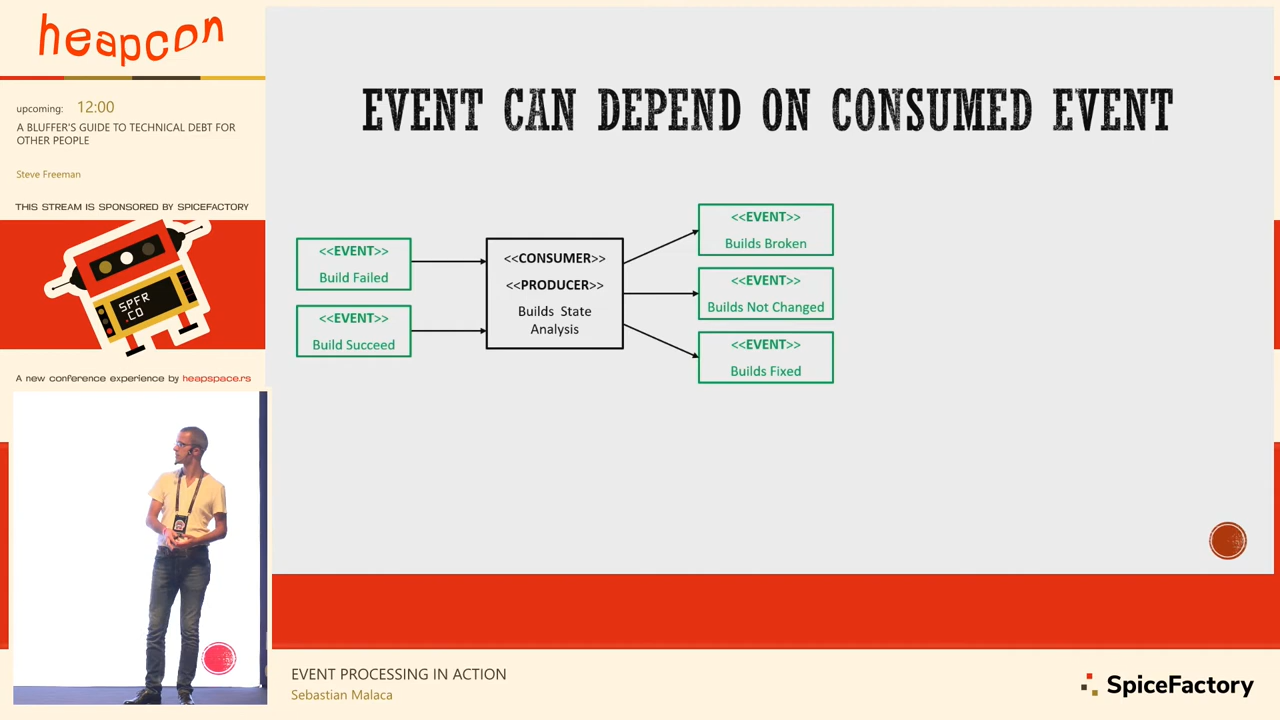 heapcon
upcoming: 12:00
A BLUFFER'S GUIDE TO TECHNICAL DEBT FOR
OTHER PEOPLE
Steve Freeman
THIS STREAM IS SPONSORED BY SPICEFACTORY
SPFR
.CO
A new conference experience by heapspace.rs
EVENT CAN DEPEND ON CONSUMED EVENT
<<EVENT>>
Build Failed
<<EVENT>>
Build Succeed
<<CONSUMER>>
<<PRODUCER>>
Builds State
Analysis
<<EVENT>>
Builds Broken
<<EVENT>>
Builds Not Changed
<<EVENT>>
Builds Fixed
EVENT PROCESSING IN ACTION
Sebastian Malaca
SpiceFactory